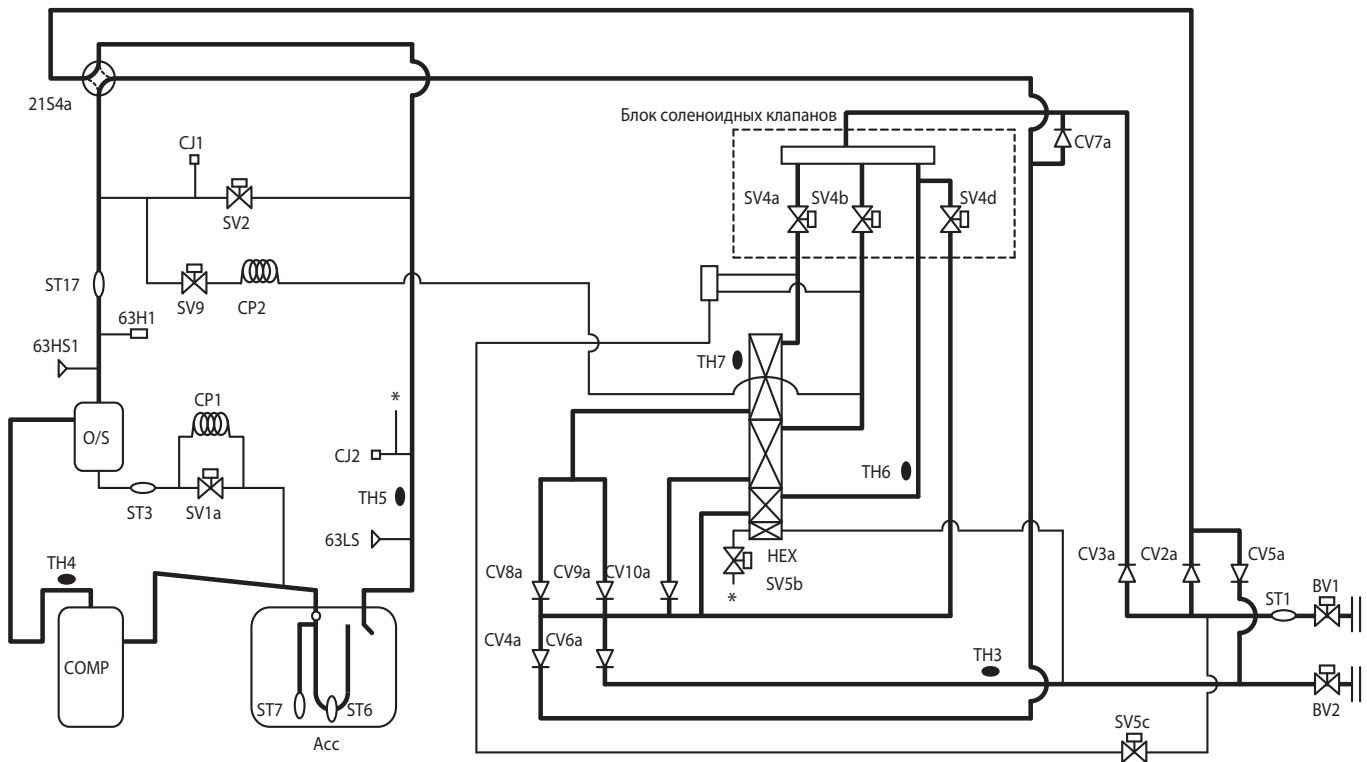 21S4a
Блок соленоидных клапанов
CJ1
CV7a
SV2
SV4a
SV4b
SV4d
ST17
SV9
CP2
63H1
63HS1
TH7
CP1
*
O/S
CJ2
TH6
ST3
SV1a
TH5
63LS
HEX
TH4
CV8a
CV9a
CV10a
SV5b
*
CV3a
CV2a
CV5a
ST1
BV1
COMP
CV4a
CV6a
TH3
ST7
ST6
BV2
SV5c
Acc